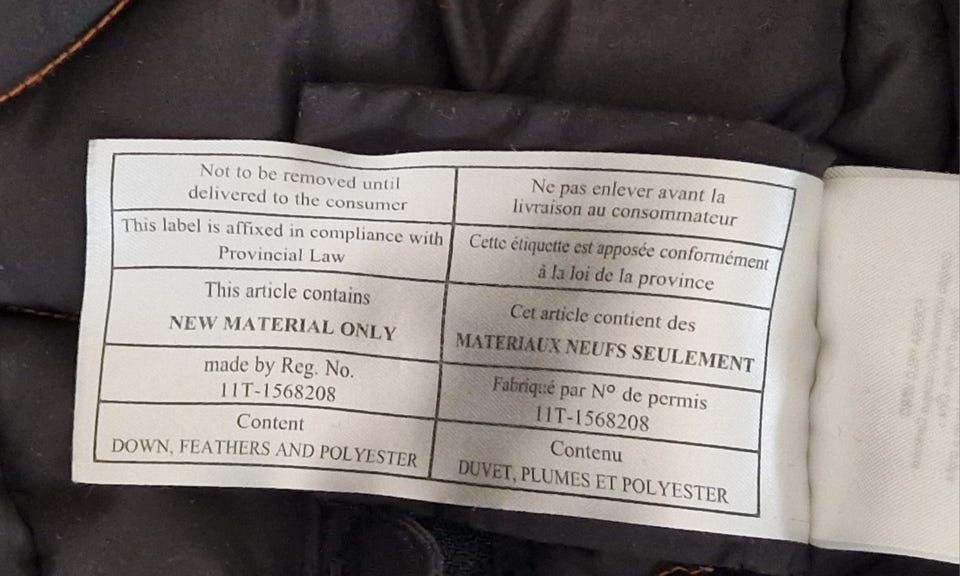 Not to be removed until
delivered to the consumer
This label is affixed in compliance with
Provincial Law
This article contains
NEW MATERIAL ONLY
made by Reg. No.
11T-1568208
Content
DOWN, FEATHERS AND POLYESTER
Ne pas enlever avant la
livraison au consommateur
Cette étiquette est apposée conformément
à la loi de la province
Cet article contient des
MATERIAUX NEUFS SEULEMENT
Fabriqué par Nº de permis
11T-1568208
Contenu
DUVET, PLUMES ET POLYESTER